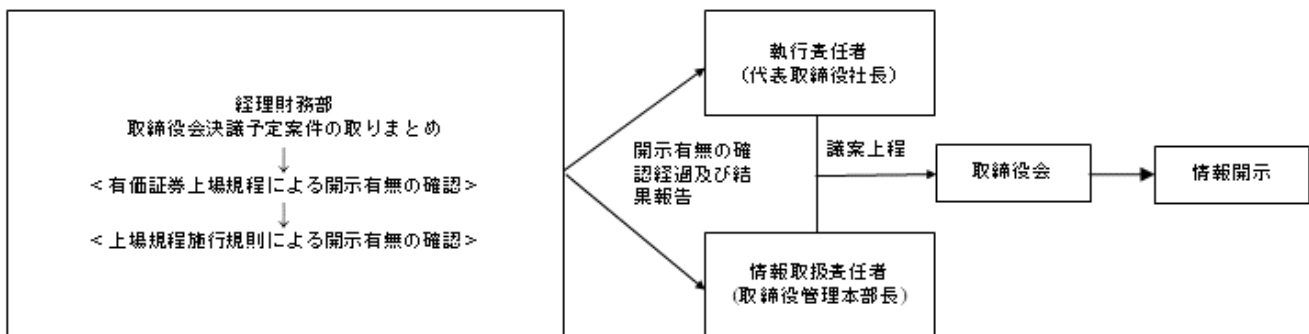 経理財務部
取締役会決議予定案件の取りまとめ
↓
<有価証券上場規程による開示有無の確認>
↓
<上場規程施行規則による開示有無の確認>
開示有無の確
認経過及び結
果報告
執行責任者
(代表取締役社長)
議案上程
情報取扱責任者
(取締役管理本部長)
取締役会
情報開示